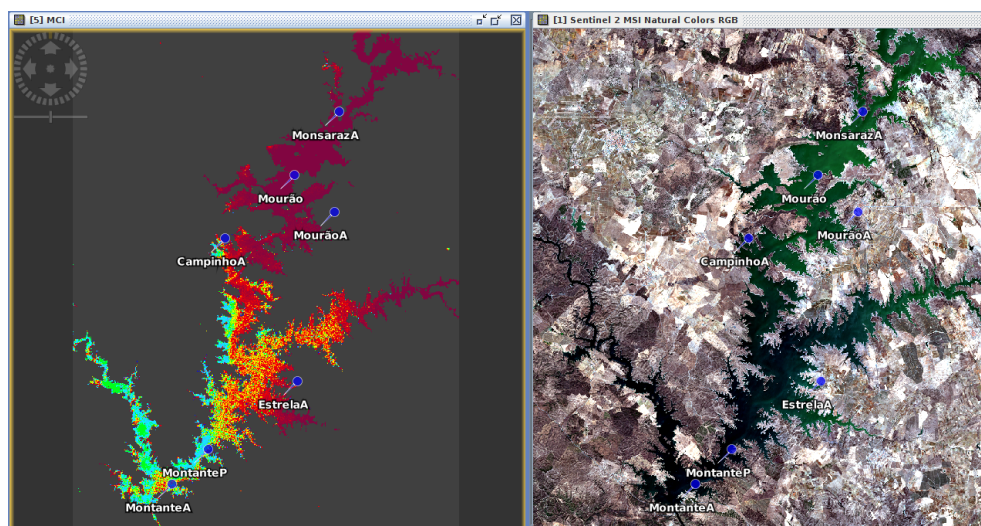 [5] MCI
MonsarazA
Mourão
MourãoA
CampinhoA
EstrelaA
MontanteP
MontanteA
[1] Sentinel 2 MSI Natural Colors RGB
MonsarazA
Mourão
MourãoA
CampinhoA
EstrelaA
MontanteP
MontanteA